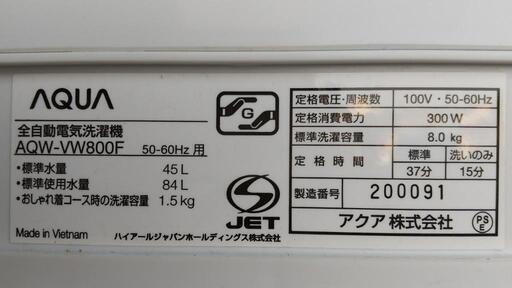 AQUA
全自動電気洗濯機
AQW-VW800F 50-60Hz 用
・標準水量 45 L
・標準使用水量 84 L
・おしゃれ着コース時の洗濯容量 1.5 kg
Made in Vietnam
G
S
JET
ハイアールジャパンホールディングス株式会社
定格電圧・周波数 100V・50-60Hz
定格消費電力 300 W
標準洗濯容量 8.0 kg
定格時間 標準 洗いのみ
37分 15分
製造番号 200091
アクア 株式会社
PS
E